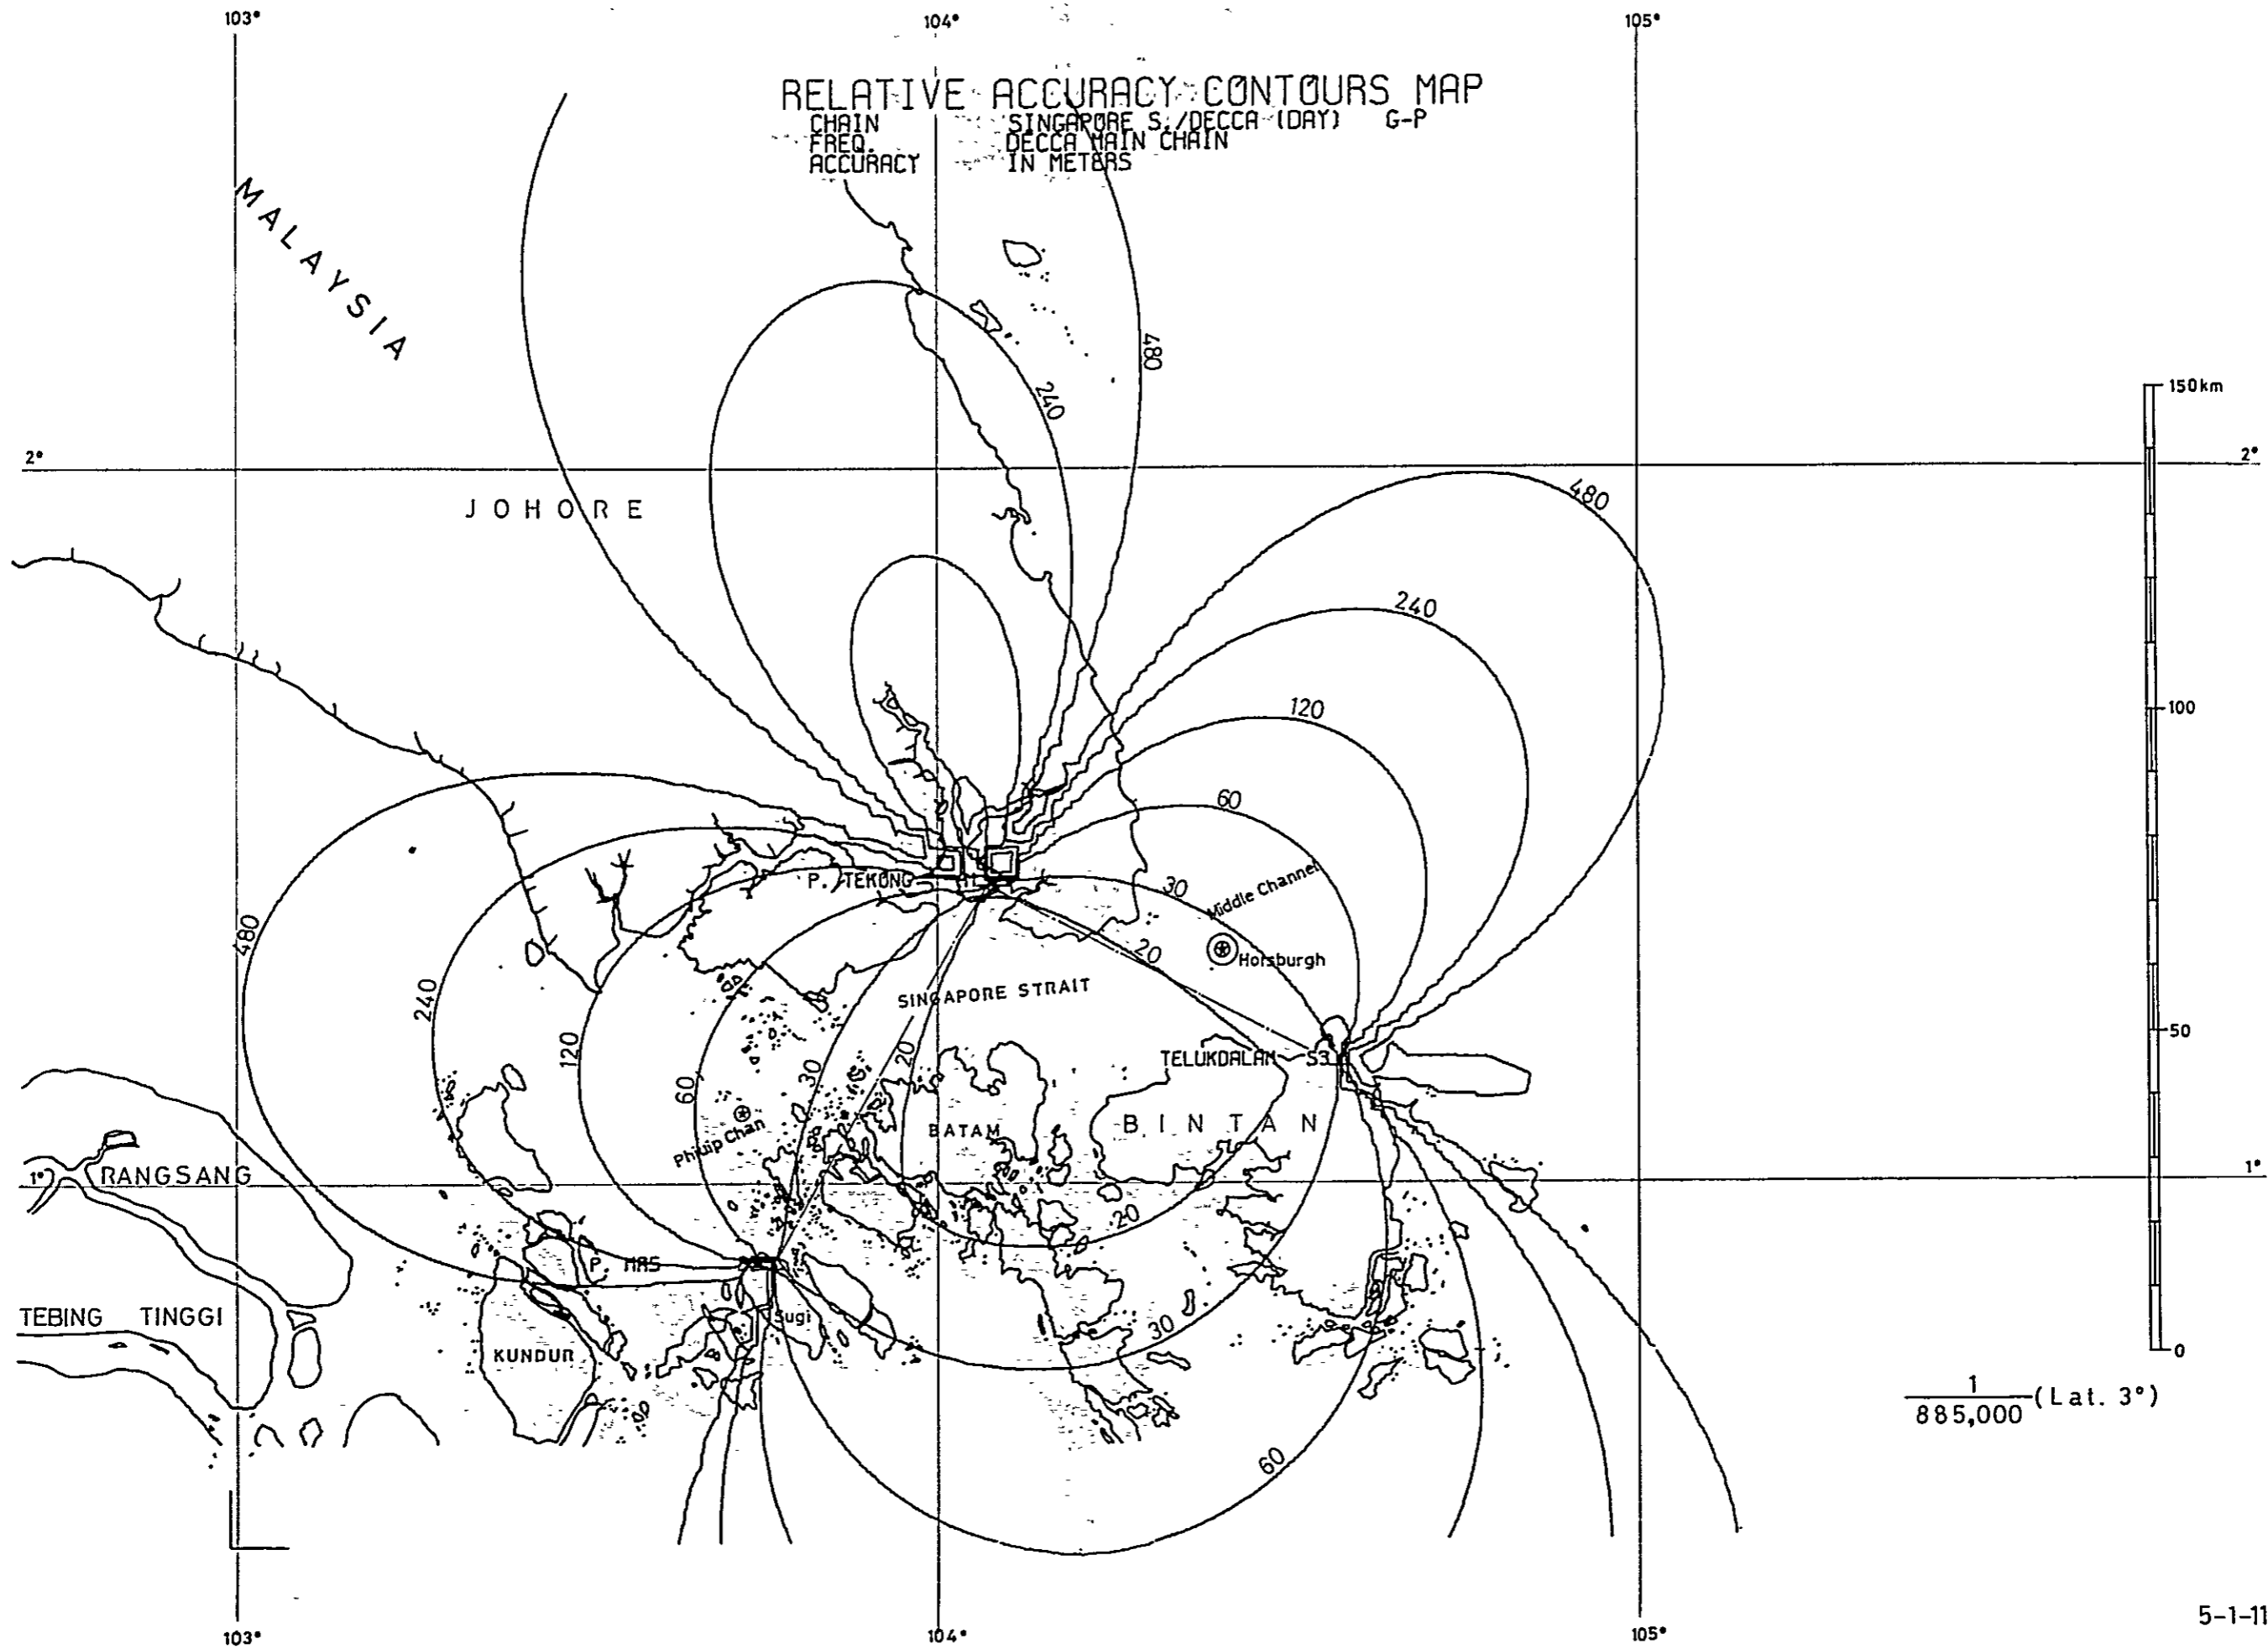 103°
104°
105°
RELATIVE ACCURACY CONTOURS MAP
CHAIN SINGAPORE S./DECCA (DAY) G-P
FREQ. DECCA MAIN CHAIN
ACCURACY IN METERS
MALAYSIA
480
240
150km
2°
2°
480
JOHORE
240
120
100
60
P. TEKONG
30
Middle Channel
480
20
Horsburgh
SINGAPORE STRAIT
240
50
120
30
20
TELUKDALAM S3
60
Philip Chan
BATAM
BINTAN
1°
RANGSANG
1°
20
P. MAS
TEBING TINGGI
Sugi
30
KUNDUR
0
1
885,000
(Lat. 3°)
60
5-1-11
103°
104°
105°